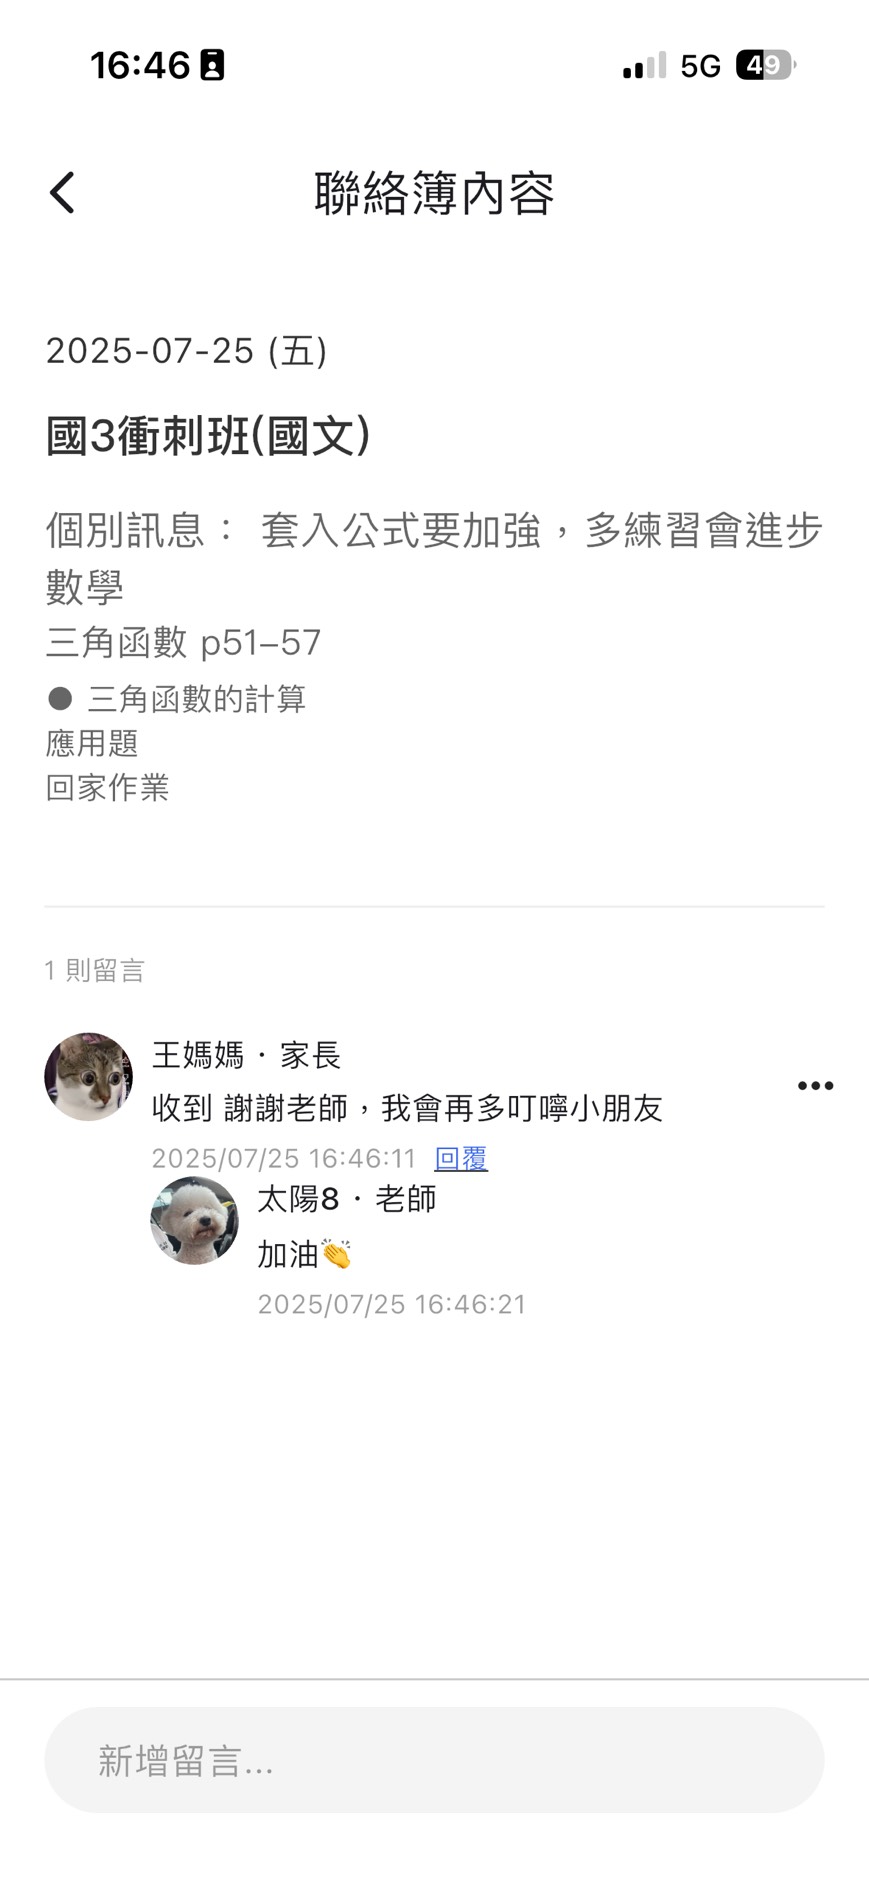 16:46
5G 49
聯絡簿內容
2025-07-25 (五)
國3衝刺班(國文)
個別訊息： 套入公式要加強，多練習會進步
數學
三角函數 p51–57
● 三角函數的計算
應用題
回家作業
1 則留言
王媽媽・家長
收到 謝謝老師，我會再多叮嚀小朋友
2025/07/25 16:46:11 回覆
太陽8・老師
加油👏
2025/07/25 16:46:21
新增留言...